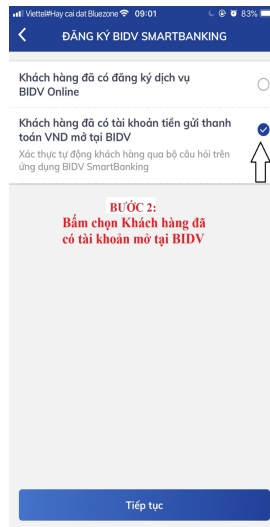 Viettel#Hay cai dat Bluezone 09:01 83%
ĐĂNG KÝ BIDV SMARTBANKING
Khách hàng đã có đăng ký dịch vụ
BIDV Online
Khách hàng đã có tài khoản tiền gửi thanh
toán VND mở tại BIDV
Xác thực tự động khách hàng qua bộ câu hỏi trên
ứng dụng BIDV SmartBanking
BƯỚC 2:
Bấm chọn Khách hàng đã
có tài khoản mở tại BIDV
Tiếp tục